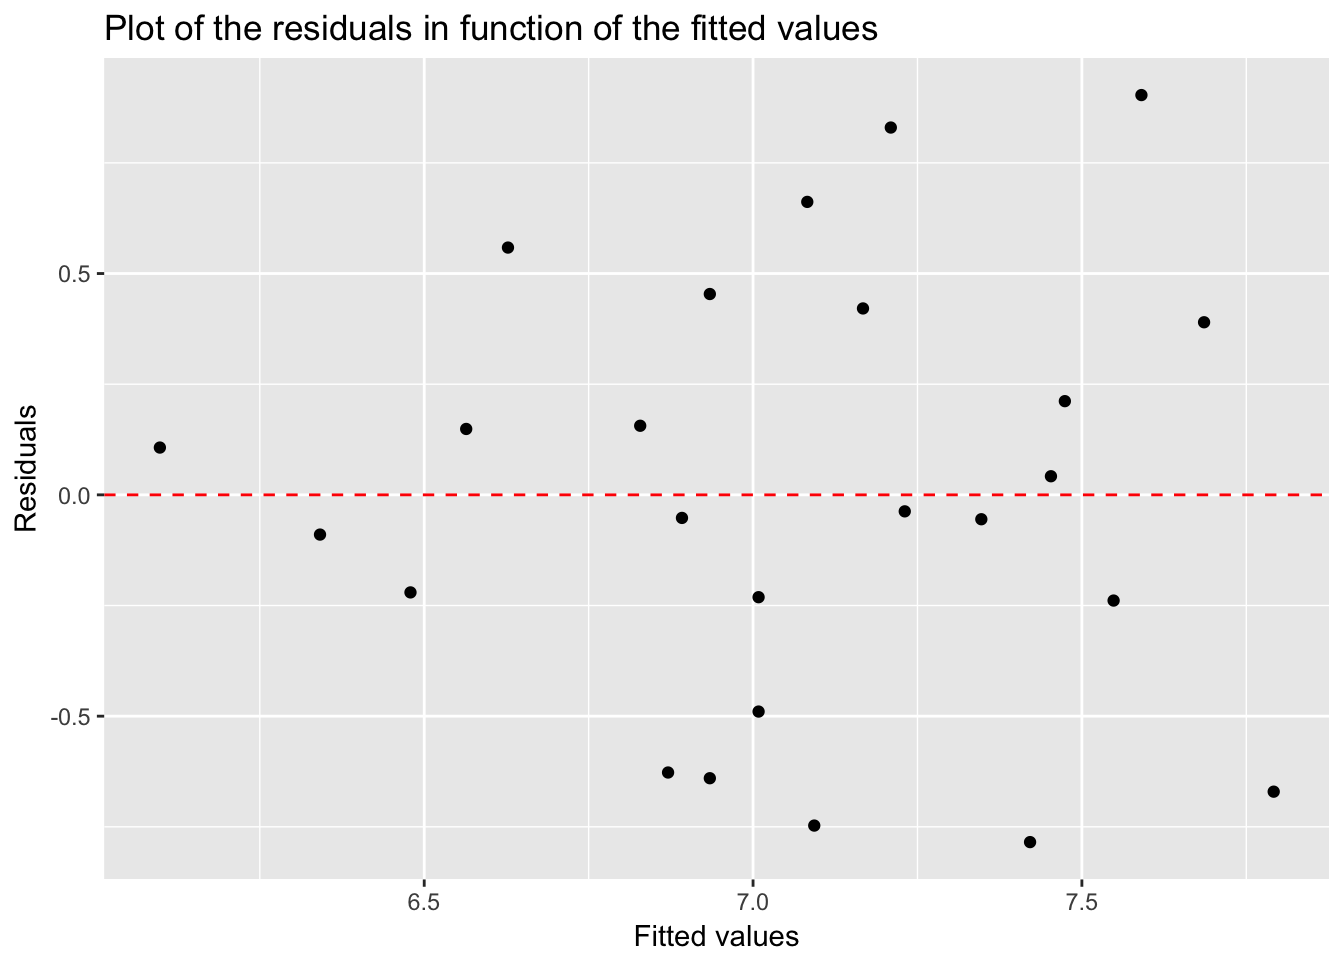 Plot of the residuals in function of the fitted values
Residuals
0.5
0.0
-0.5
6.5 7.0 7.5
Fitted values